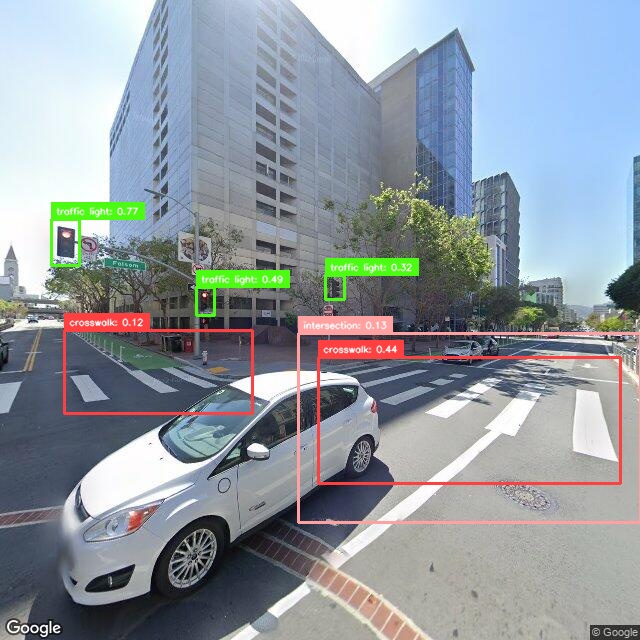 traffic light: 0.77
Folsom
traffic light: 0.32
traffic light: 0.49
crosswalk: 0.12
intersection: 0.13
crosswalk: 0.44
Google
© Google